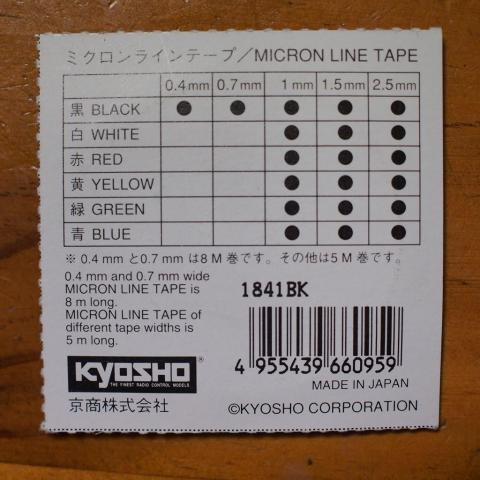 ミクロンラインテープ/MICRON LINE TAPE
0.4mm 0.7mm 1mm 1.5mm 2.5mm
黒 BLACK ● ● ● ● ●
白 WHITE ● ● ●
赤 RED ● ● ●
黄 YELLOW ● ● ●
緑 GREEN ● ● ●
青 BLUE ● ● ●
※ 0.4 mm と0.7 mm は8 M 巻です。その他は5 M 巻です。
0.4 mm and 0.7 mm wide
MICRON LINE TAPE is
8 m long.
MICRON LINE TAPE of
different tape widths is
5 m long.
1841BK
4 955439 660959
KYOSHO®
THE FINEST RADIO CONTROL MODELS
MADE IN JAPAN
京商株式会社
©KYOSHO CORPORATION